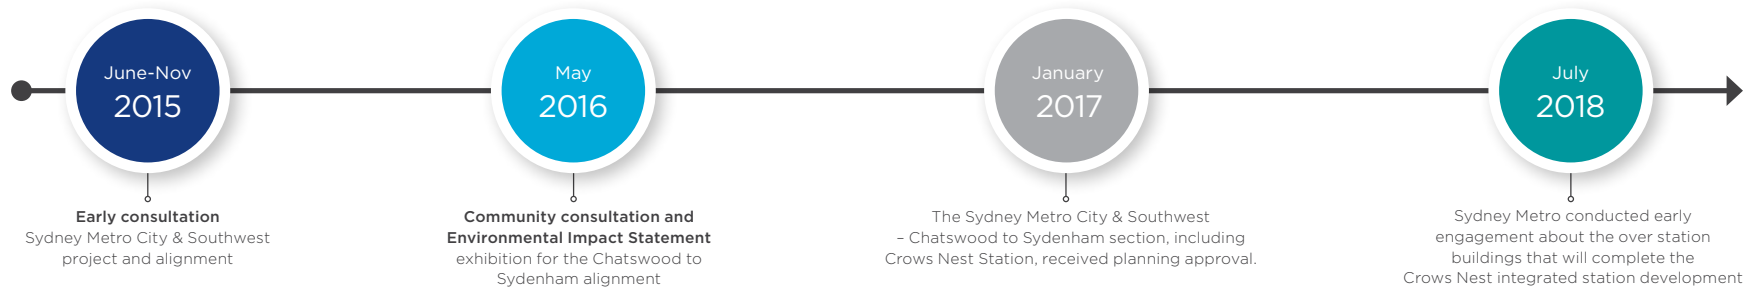 June-Nov
2015
Early consultation
Sydney Metro City & Southwest
project and alignment
May
2016
Community consultation and
Environmental Impact Statement
exhibition for the Chatswood to
Sydenham alignment
January
2017
The Sydney Metro City & Southwest
– Chatswood to Sydenham section, including
Crows Nest Station, received planning approval.
July
2018
Sydney Metro conducted early
engagement about the over station
buildings that will complete the
Crows Nest integrated station development